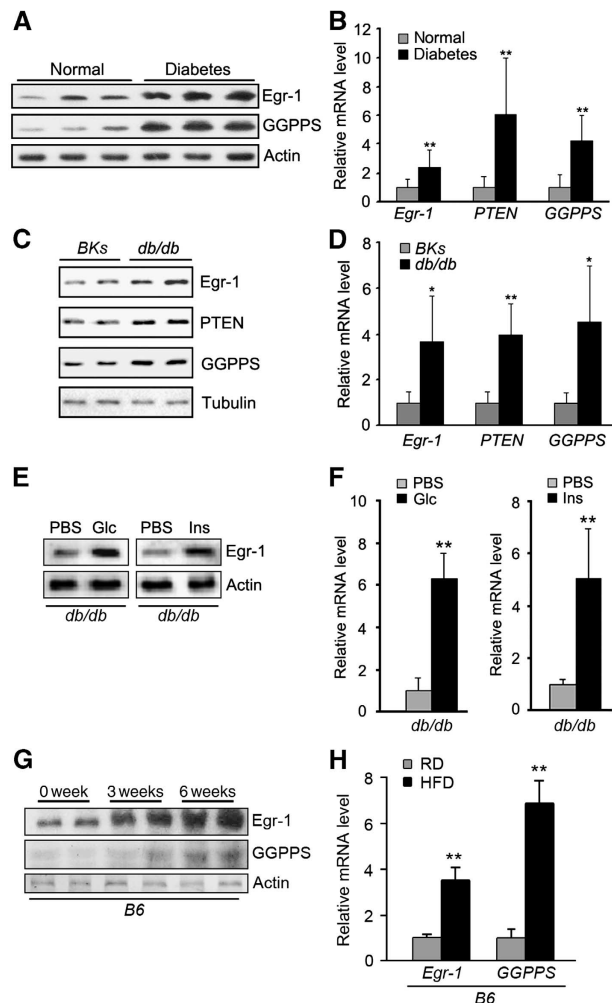 A
Normal Diabetes
Egr-1
GGPPS
Actin
B
Normal
Diabetes
Relative mRNA level
12
10
8
6
4
2
0
**
**
**
Egr-1 PTEN GGPPS
C
BKs db/db
Egr-1
PTEN
GGPPS
Tubulin
D
BKs
db/db
Relative mRNA level
8
6
4
2
0
*
**
*
Egr-1 PTEN GGPPS
E
PBS Glc PBS Ins
Egr-1
Actin
db/db db/db
F
PBS
Glc
Relative mRNA level
10
8
6
4
2
0
**
db/db
PBS
Ins
Relative mRNA level
8
6
4
2
0
**
db/db
G
0 week 3 weeks 6 weeks
Egr-1
GGPPS
Actin
B6
H
RD
HFD
Relative mRNA level
8
6
4
2
0
**
**
Egr-1 GGPPS
B6